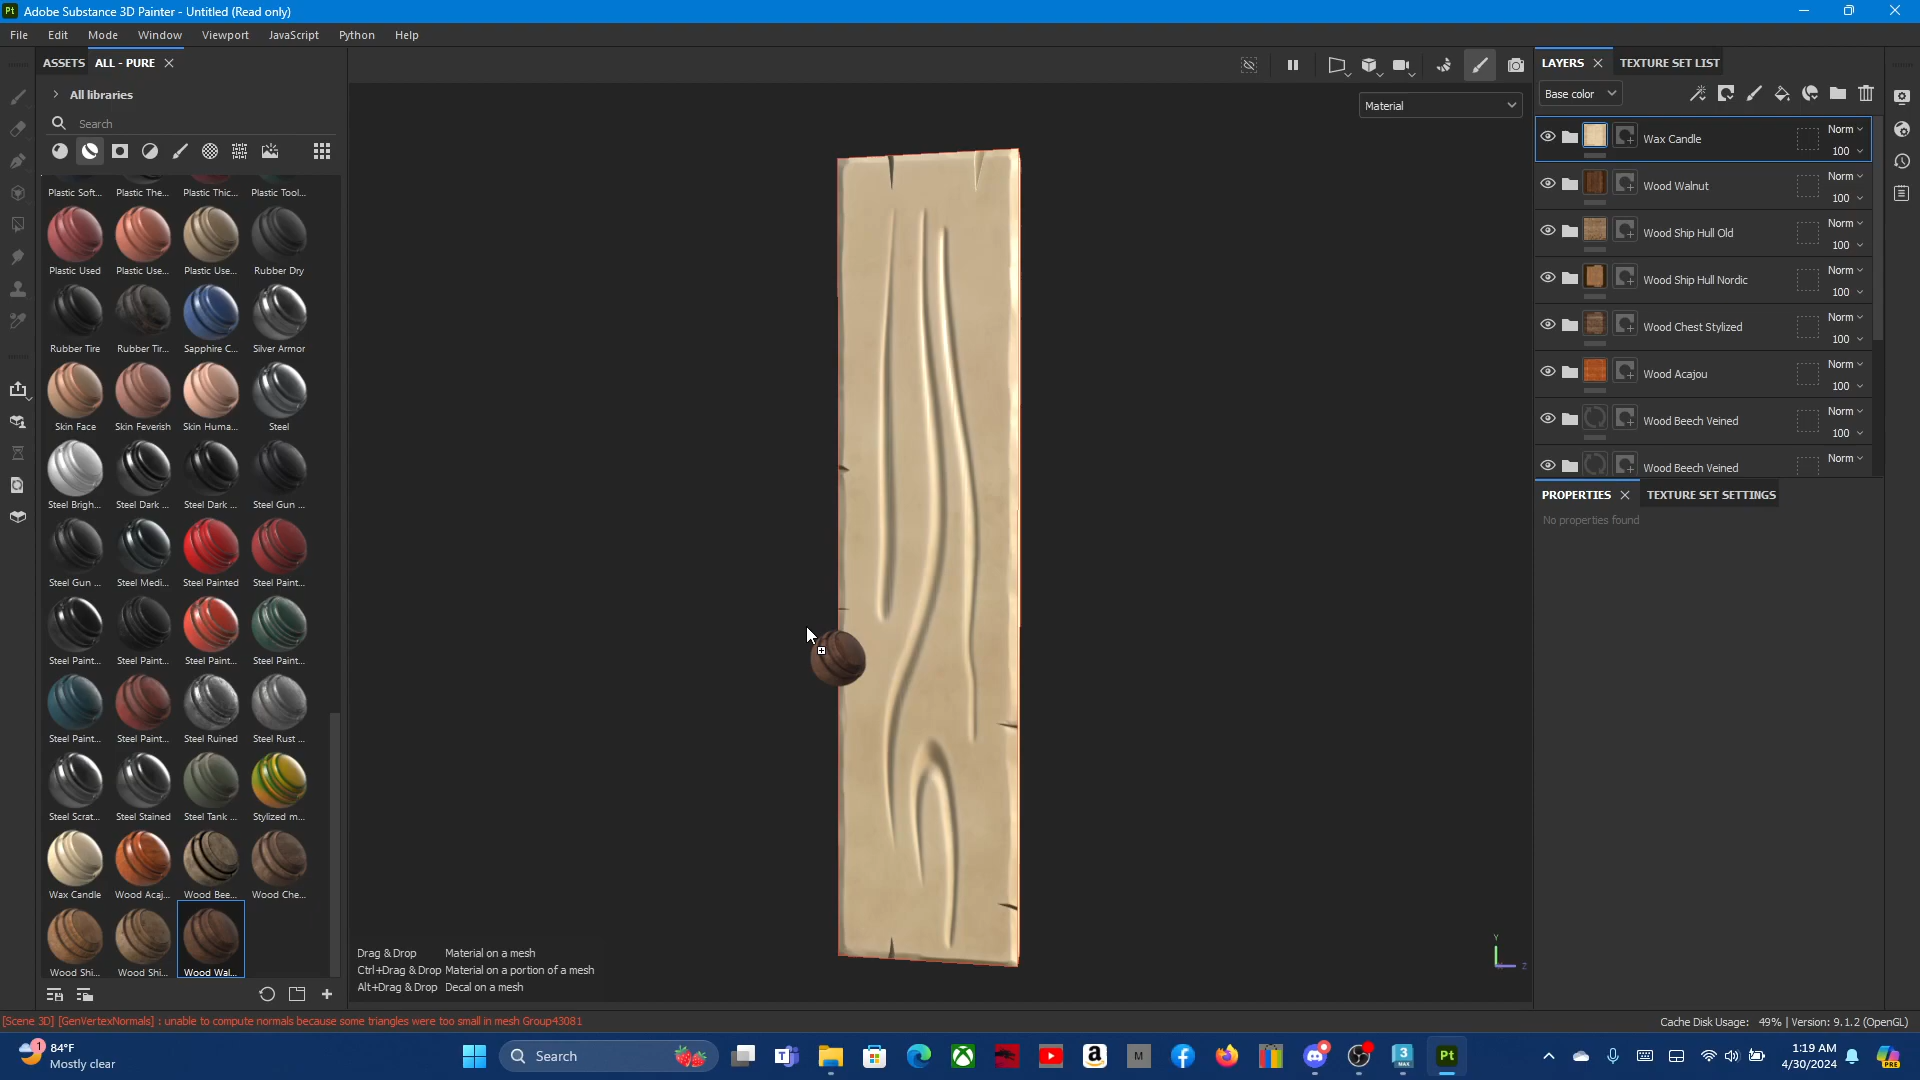 Pt Adobe Substance 3D Painter - Untitled (Read only)
File Edit Mode Window Viewport JavaScript Python Help
ASSETS ALL - PURE
LAYERS TEXTURE SET LIST
All libraries
Search
Base color
Material
Plastic Soft... Plastic The... Plastic Thic... Plastic Tool...
Plastic Used Plastic Use... Plastic Use... Rubber Dry
Rubber Tire Rubber Tir... Sapphire C... Silver Armor
Skin Face Skin Feverish Skin Huma... Steel
Steel Brigh... Steel Dark ... Steel Dark ... Steel Gun ...
Steel Gun ... Steel Medi... Steel Painted Steel Paint...
Steel Paint... Steel Paint... Steel Paint... Steel Paint...
Steel Paint... Steel Paint... Steel Ruined Steel Rust ...
Steel Scrat... Steel Stained Steel Tank ... Stylized m...
Wax Candle Wood Acaj... Wood Bee... Wood Che...
Wood Shi... Wood Shi... Wood Wal...
Drag & Drop Material on a mesh
Ctrl+Drag & Drop Material on a portion of a mesh
Alt+Drag & Drop Decal on a mesh
Y
Z
Wax Candle Norm 100
Wood Walnut Norm 100
Wood Ship Hull Old Norm 100
Wood Ship Hull Nordic Norm 100
Wood Chest Stylized Norm 100
Wood Acajou Norm 100
Wood Beech Veined Norm 100
Wood Beech Veined Norm
PROPERTIES TEXTURE SET SETTINGS
No properties found
[Scene 3D] [GenVertexNormals] : unable to compute normals because some triangles were too small in mesh Group43081
Cache Disk Usage: 49% | Version: 9.1.2 (OpenGL)
1
84°F
Mostly clear
Search
M
3
MAX
Pt
1:19 AM
4/30/2024
PRE